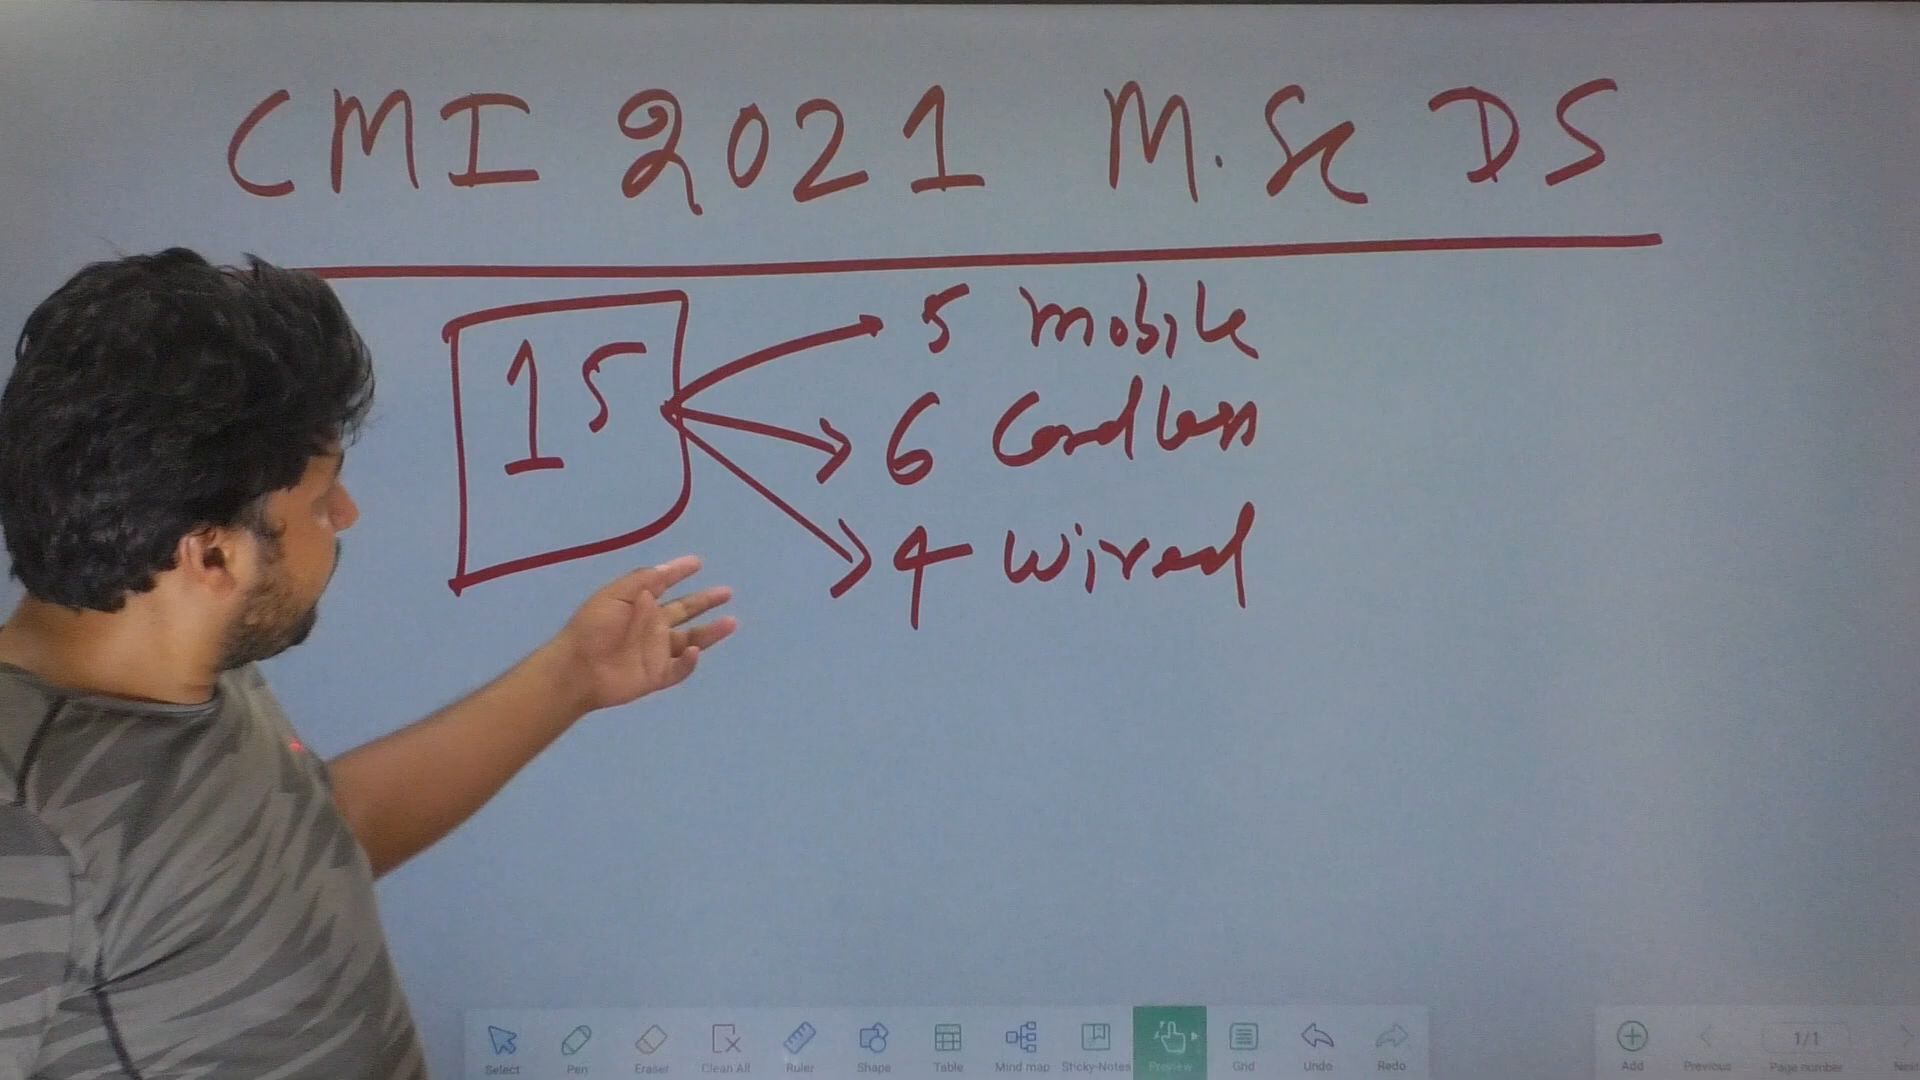 CMI 2021 M.Sc DS
15
5 mobile
6 Cordless
4 wired
Select Pen Eraser Clean All Ruler Shape Table Mind map Sticky-Notes Preview Grid Undo Redo Add Previous Page number Next
1/1